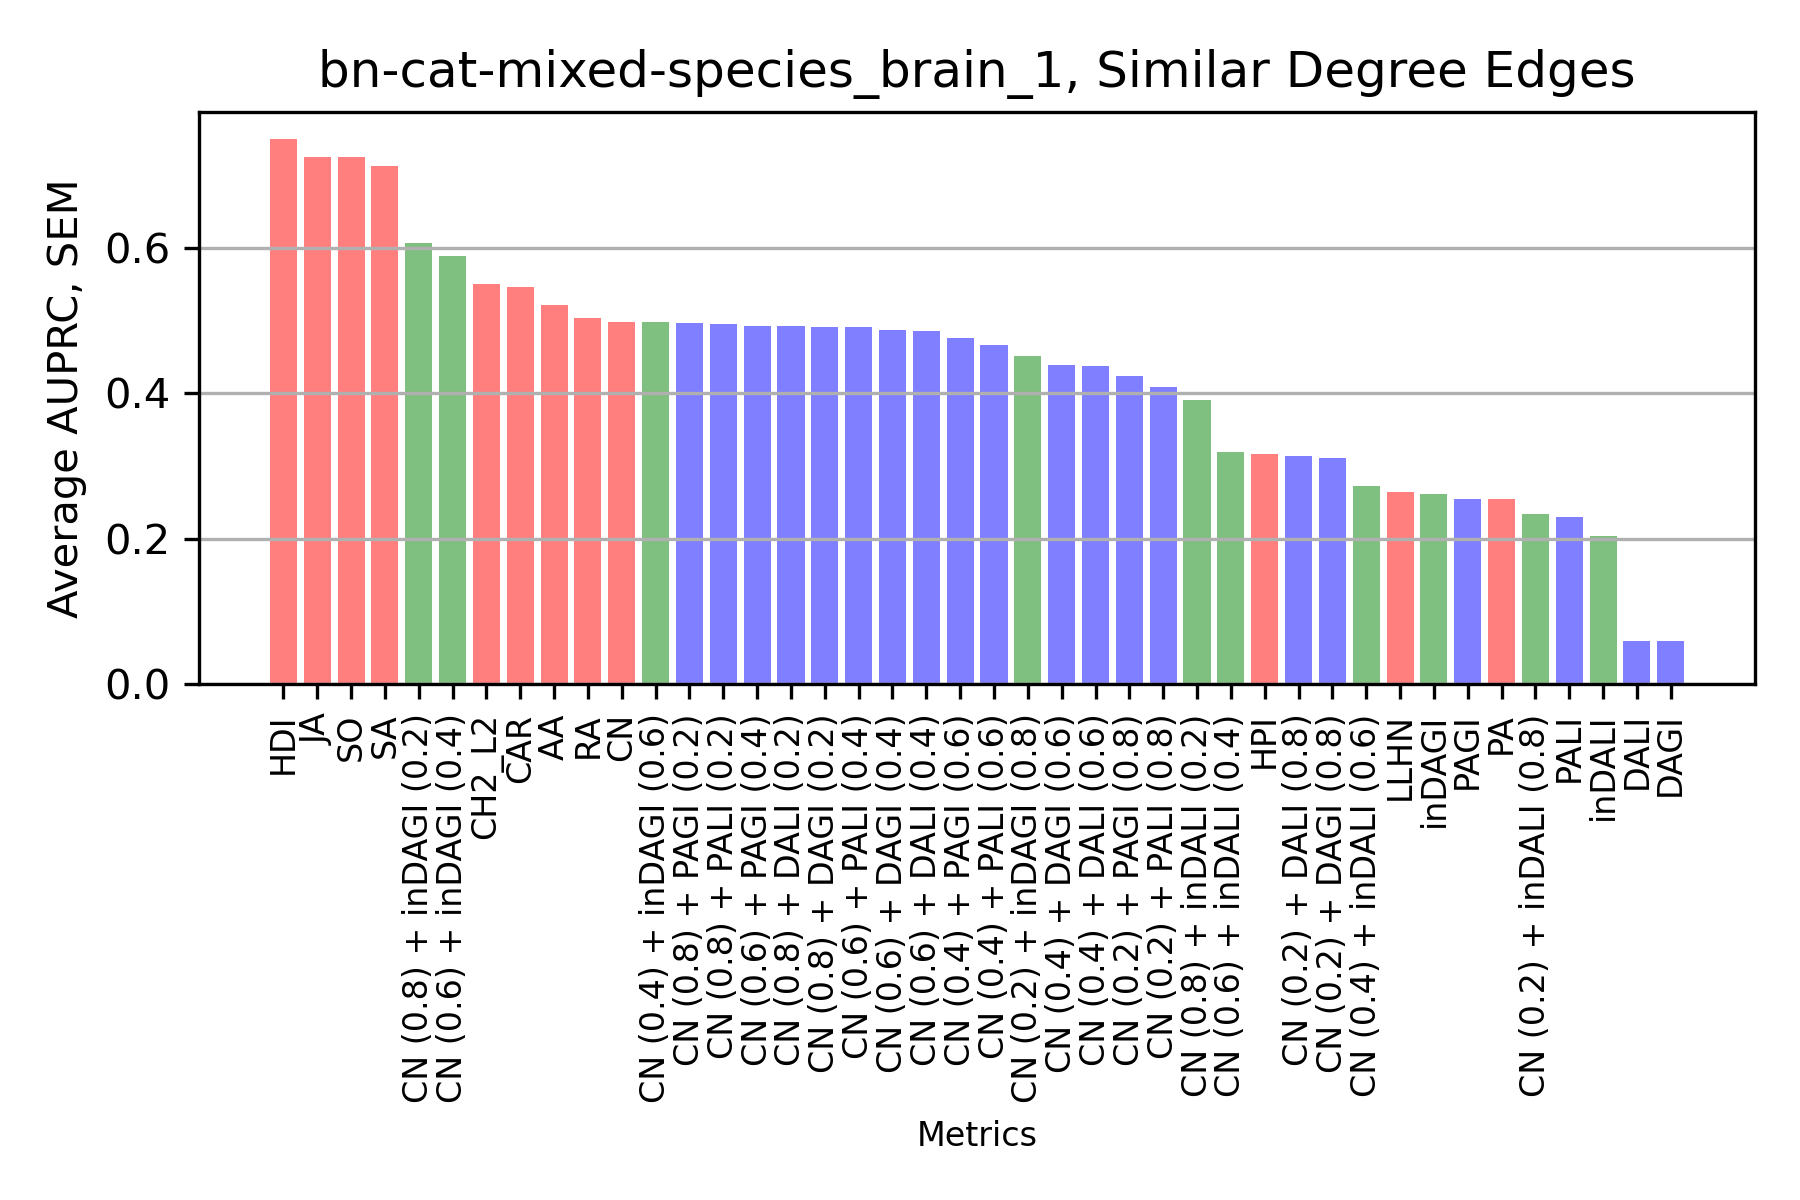 bn-cat-mixed-species_brain_1, Similar Degree Edges
Average AUPRC, SEM
0.6
0.4
0.2
0.0
HDI
JA
SO
SA
CN (0.8) + inDAGI (0.2)
CN (0.6) + inDAGI (0.4)
CH2_L2
CAR
AA
RA
CN
CN (0.4) + inDAGI (0.6)
CN (0.8) + PAGI (0.2)
CN (0.8) + PALI (0.2)
CN (0.6) + PAGI (0.4)
CN (0.8) + DALI (0.2)
CN (0.8) + DAGI (0.2)
CN (0.6) + PALI (0.4)
CN (0.6) + DAGI (0.4)
CN (0.6) + DALI (0.4)
CN (0.4) + PAGI (0.6)
CN (0.4) + PALI (0.6)
CN (0.2) + inDAGI (0.8)
CN (0.4) + DAGI (0.6)
CN (0.4) + DALI (0.6)
CN (0.2) + PAGI (0.8)
CN (0.2) + PALI (0.8)
CN (0.8) + inDALI (0.2)
CN (0.6) + inDALI (0.4)
HPI
CN (0.2) + DALI (0.8)
CN (0.2) + DAGI (0.8)
CN (0.4) + inDALI (0.6)
LLHN
inDAGI
PAGI
PA
CN (0.2) + inDALI (0.8)
PALI
inDALI
DALI
DAGI
Metrics